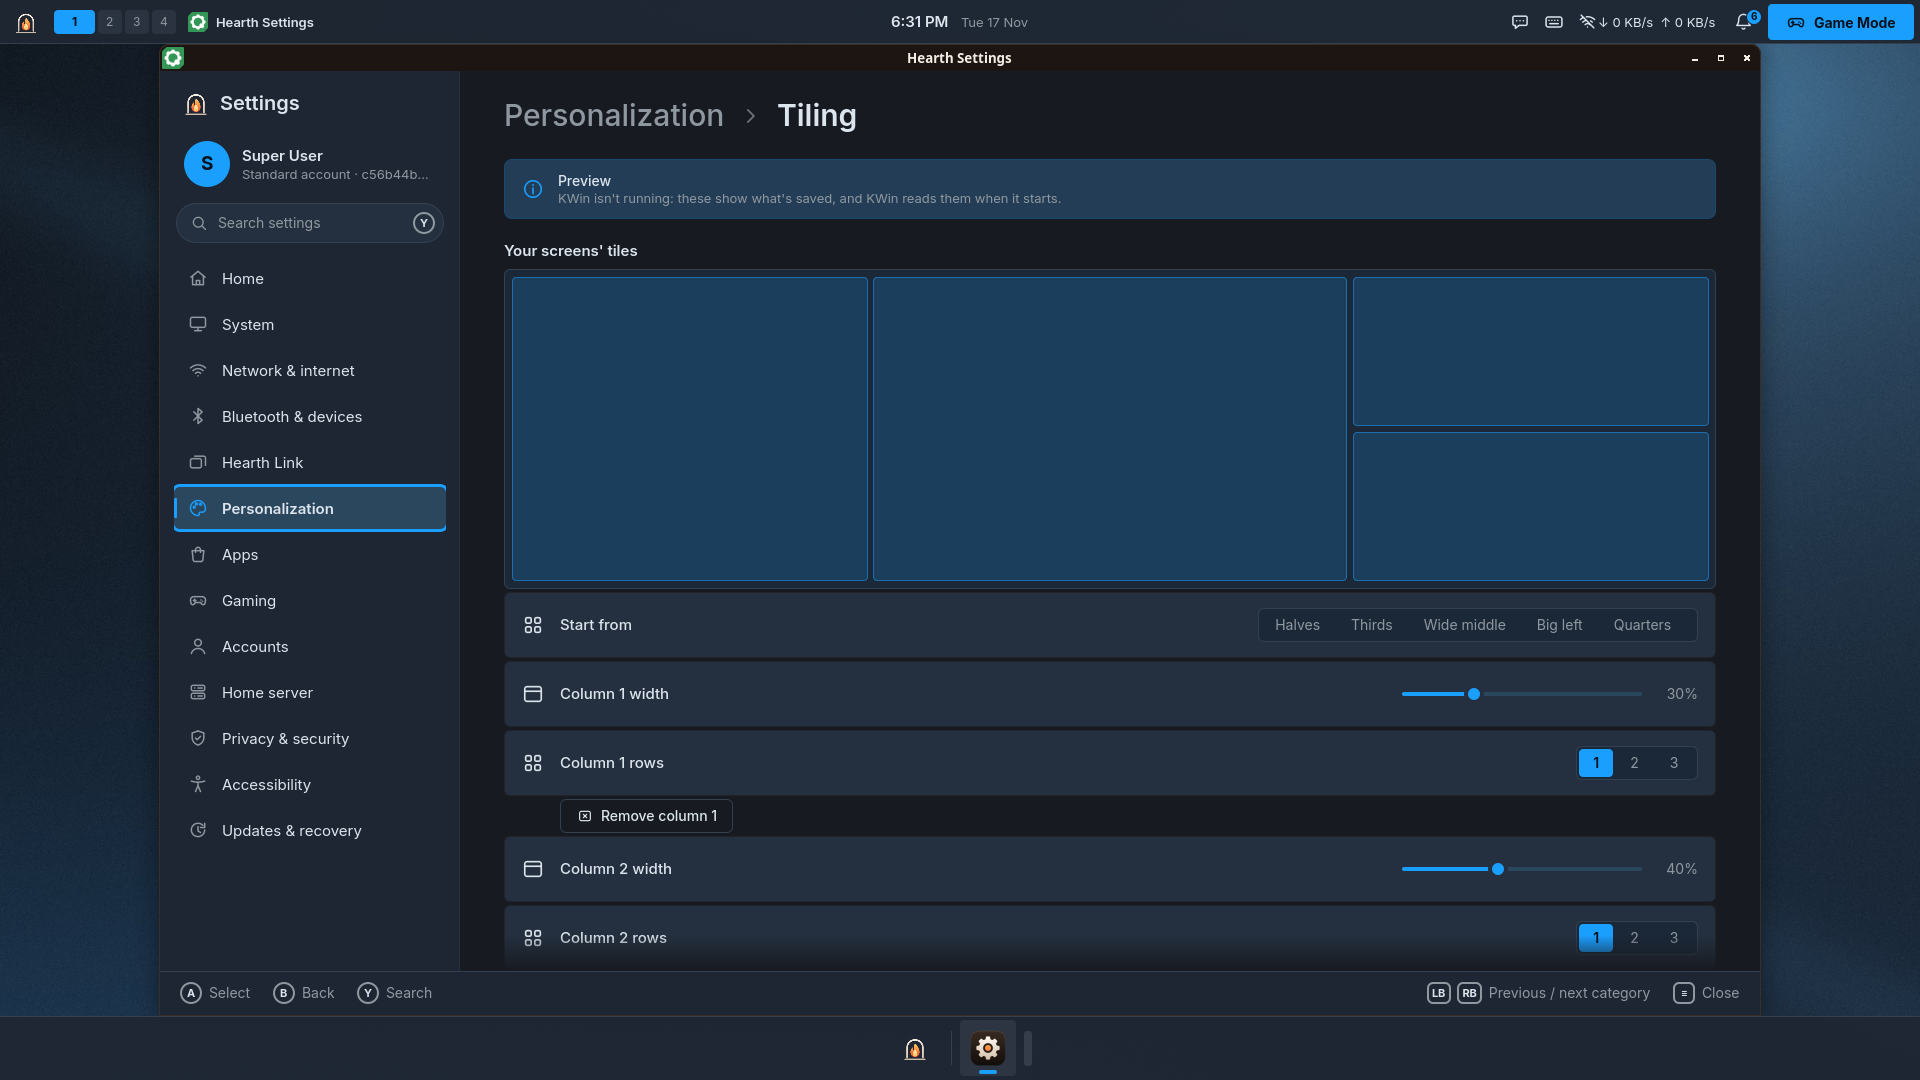 1 2 3 4 Hearth Settings 6:31 PM Tue 17 Nov 0 KB/s 0 KB/s 6 Game Mode
Hearth Settings
Settings
S
Super User
Standard account · c56b44b...
Search settings Y
Home
System
Network & internet
Bluetooth & devices
Hearth Link
Personalization
Apps
Gaming
Accounts
Home server
Privacy & security
Accessibility
Updates & recovery
Personalization > Tiling
Preview
KWin isn't running: these show what's saved, and KWin reads them when it starts.
Your screens' tiles
Start from Halves Thirds Wide middle Big left Quarters
Column 1 width 30%
Column 1 rows 1 2 3
Remove column 1
Column 2 width 40%
Column 2 rows 1 2 3
A Select B Back Y Search LB RB Previous / next category Close